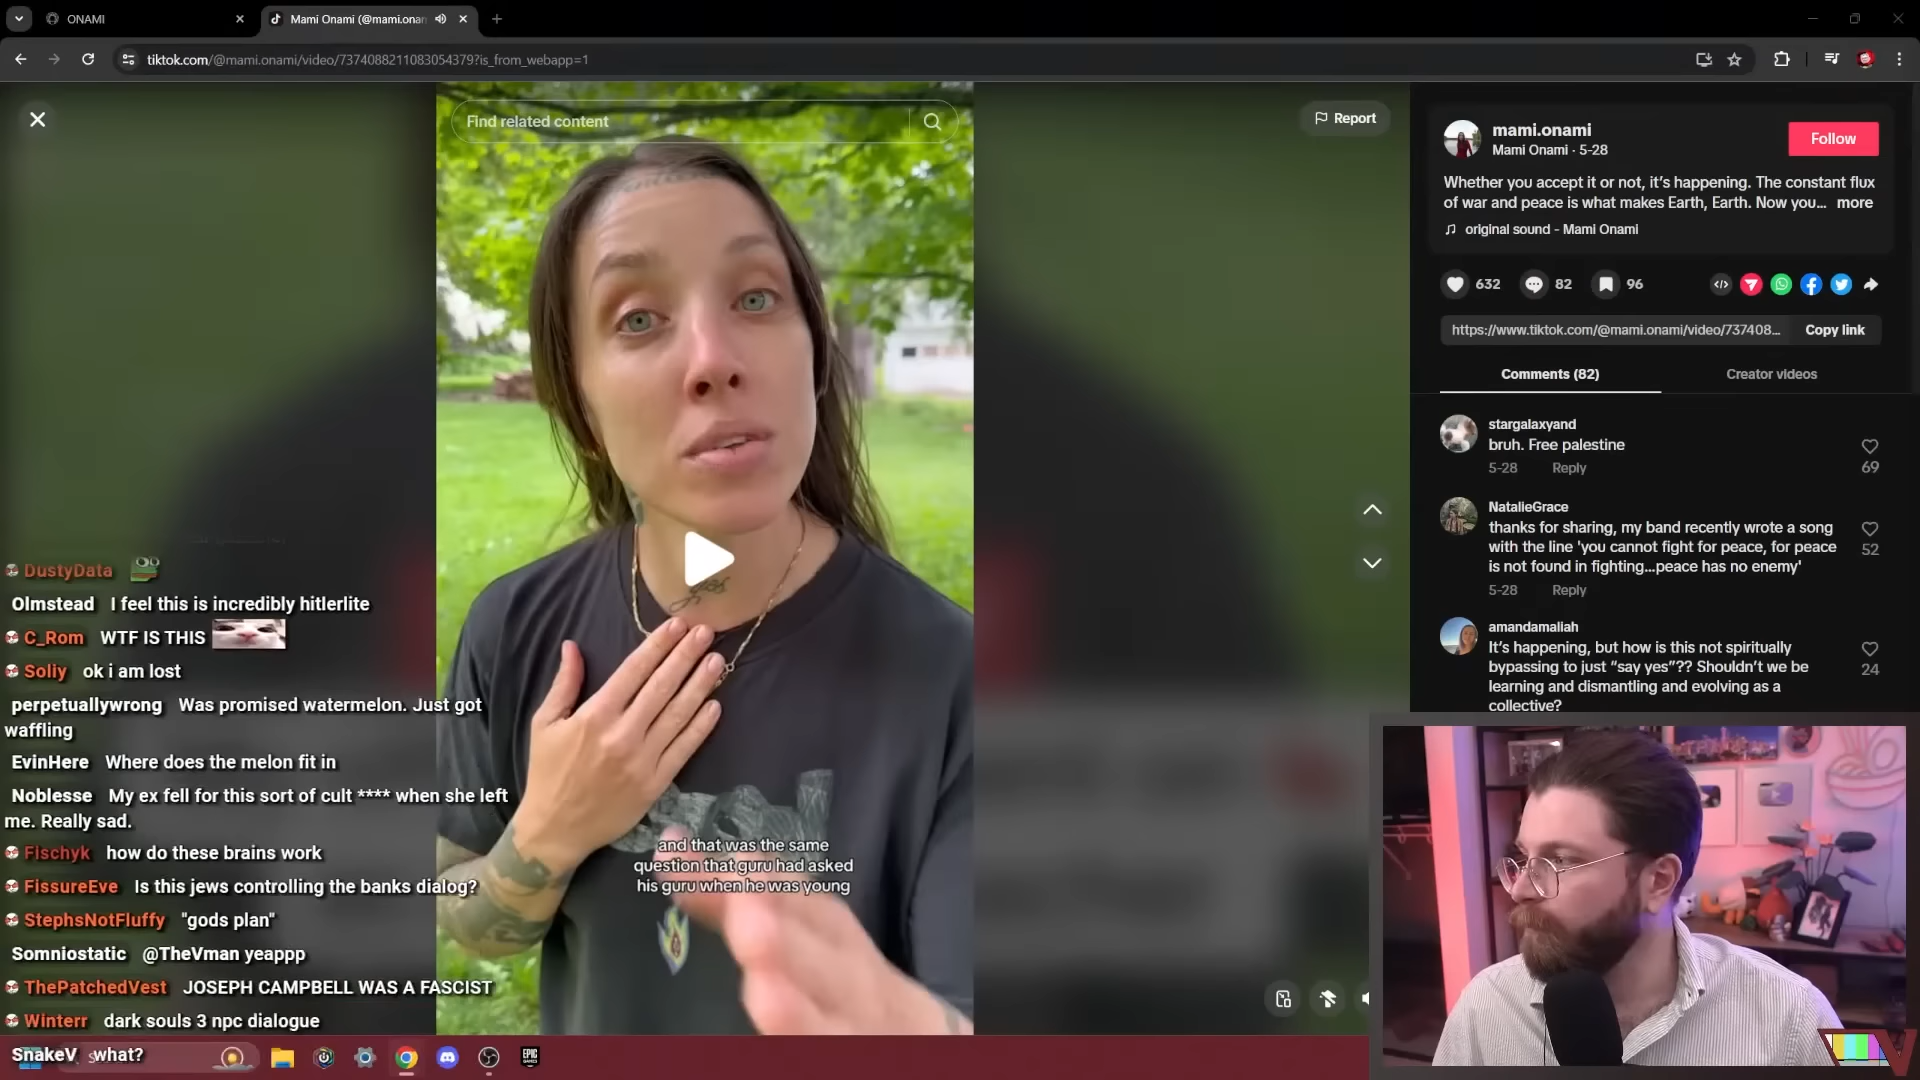 ONAMI
Mami Onami (@mami.onam
tiktok.com/@mami.onami/video/7374088211083054379?is_from_webapp=1
Find related content
Report
mami.onami
Mami Onami · 5-28
Follow
Whether you accept it or not, it's happening. The constant flux
of war and peace is what makes Earth, Earth. Now you... more
original sound - Mami Onami
632
82
96
https://www.tiktok.com/@mami.onami/video/737408...
Copy link
Comments (82)
Creator videos
stargalaxyand
bruh. Free palestine
5-28 Reply
69
NatalieGrace
thanks for sharing, my band recently wrote a song
with the line 'you cannot fight for peace, for peace
is not found in fighting...peace has no enemy'
52
5-28 Reply
amandamaliah
It's happening, but how is this not spiritually
bypassing to just "say yes"?? Shouldn't we be
learning and dismantling and evolving as a
collective?
24
and that was the same
question that guru had asked
his guru when he was young
DustyData
Olmstead I feel this is incredibly hitlerlite
C_Rom WTF IS THIS
Soliy ok i am lost
perpetuallywrong Was promised watermelon. Just got
waffling
EvinHere Where does the melon fit in
Noblesse My ex fell for this sort of cult **** when she left
me. Really sad.
Fischyk how do these brains work
FissureEve Is this jews controlling the banks dialog?
StephsNotFluffy "gods plan"
Somniostatic @TheVman yeappp
ThePatchedVest JOSEPH CAMPBELL WAS A FASCIST
Winterr dark souls 3 npc dialogue
SnakeV what?
EPIC
GAMES
V